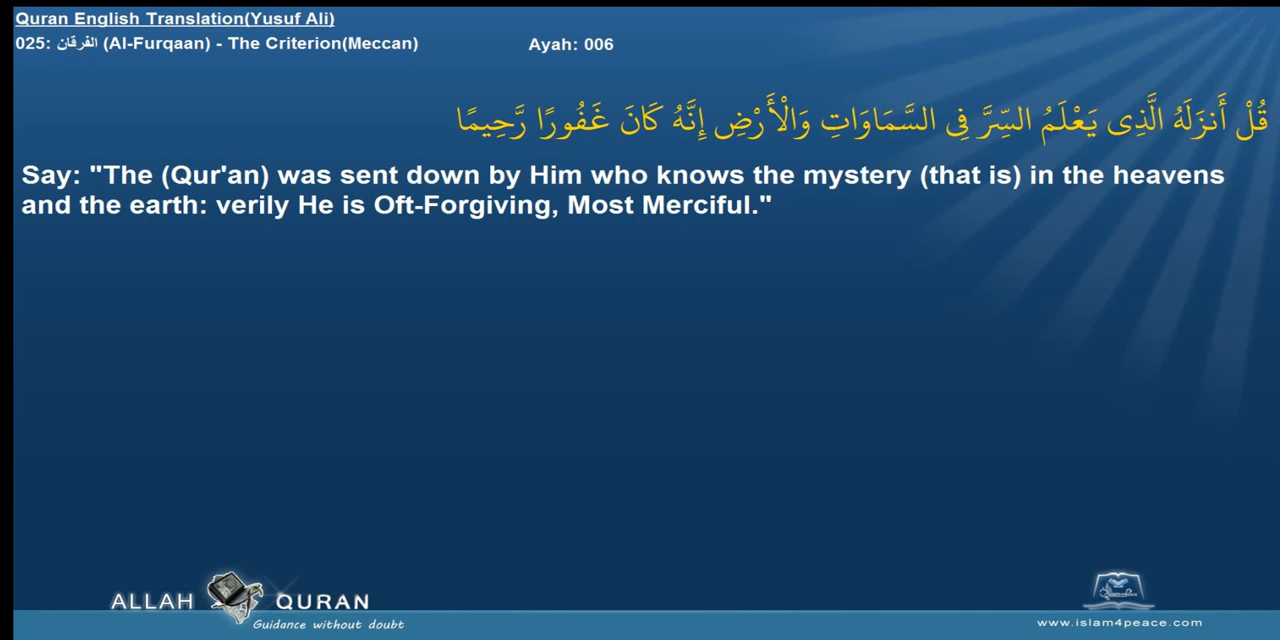 Quran English Translation(Yusuf Ali)
025: الفرقان (Al-Furqaan) - The Criterion(Meccan) Ayah: 006
قُلْ أَنزَلَهُ الَّذِى يَعْلَمُ السِّرَّ فِى السَّمَاوَاتِ وَالْأَرْضِ إِنَّهُ كَانَ غَفُورًا رَّحِيمًا
Say: "The (Qur'an) was sent down by Him who knows the mystery (that is) in the heavens
and the earth: verily He is Oft-Forgiving, Most Merciful."
ALLAH QURAN
Guidance without doubt
www.islam4peace.com